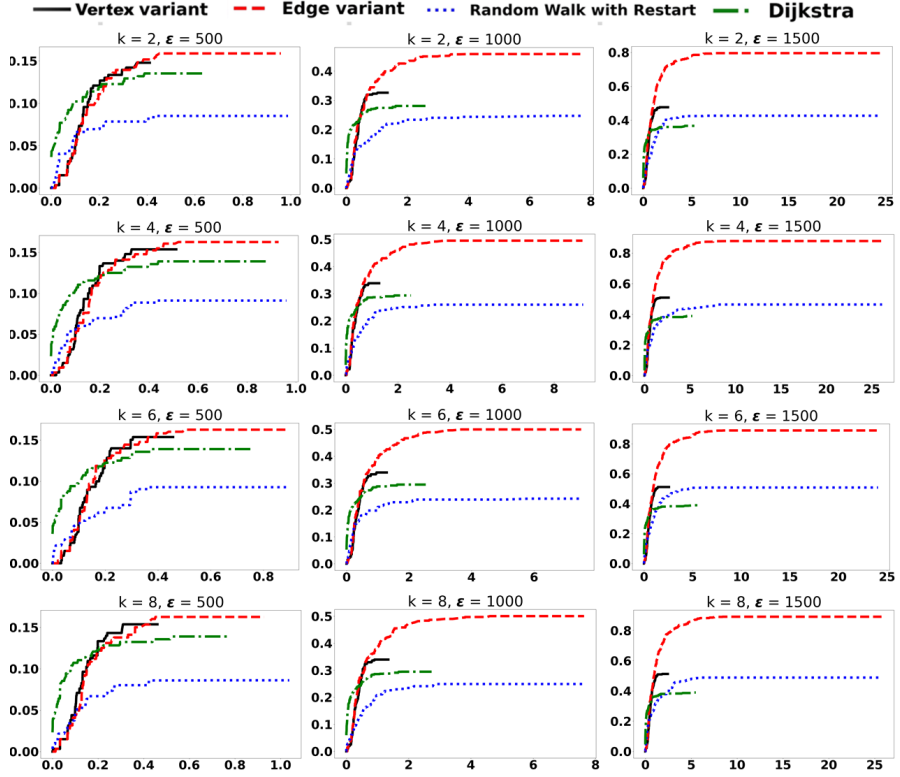 Vertex variant Edge variant Random Walk with Restart Dijkstra
k = 2, ε = 500 k = 2, ε = 1000 k = 2, ε = 1500
0.15 0.4 0.8
0.10 0.3 0.6
0.05 0.2 0.4
0.1 0.2
0.00 0.0 0.0
0.0 0.2 0.4 0.6 0.8 1.0 0 2 4 6 8 0 5 10 15 20 25
k = 4, ε = 500 k = 4, ε = 1000 k = 4, ε = 1500
0.15 0.5 0.8
0.10 0.4 0.6
0.05 0.3 0.4
0.2 0.2
0.1
0.00 0.0 0.0
0.0 0.2 0.4 0.6 0.8 1.0 0 2 4 6 8 0 5 10 15 20 25
k = 6, ε = 500 k = 6, ε = 1000 k = 6, ε = 1500
0.15 0.5 0.8
0.10 0.4 0.6
0.05 0.3 0.4
0.2 0.2
0.1
0.00 0.0 0.0
0.0 0.2 0.4 0.6 0.8 0 2 4 6 0 5 10 15 20 25
k = 8, ε = 500 k = 8, ε = 1000 k = 8, ε = 1500
0.15 0.5 0.8
0.10 0.4 0.6
0.05 0.3 0.4
0.2 0.2
0.1
0.00 0.0 0.0
0.0 0.2 0.4 0.6 0.8 1.0 0 2 4 6 8 0 5 10 15 20 25